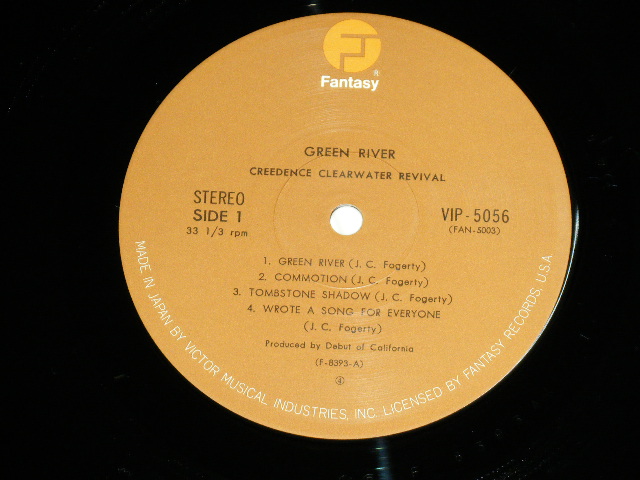 Fantasy
®
GREEN RIVER
CREEDENCE CLEARWATER REVIVAL
STEREO
SIDE 1
33 1/3 rpm
VIP-5056
(FAN-5003)
1. GREEN RIVER (J. C. Fogerty)
2. COMMOTION (J. C. Fogerty)
3. TOMBSTONE SHADOW (J. C. Fogerty)
4. WROTE A SONG FOR EVERYONE
(J. C. Fogerty)
Produced by Debut of California
(F-8393-A)
④
MADE IN JAPAN BY VICTOR MUSICAL INDUSTRIES, INC. LICENSED BY FANTASY RECORDS, U.S.A.